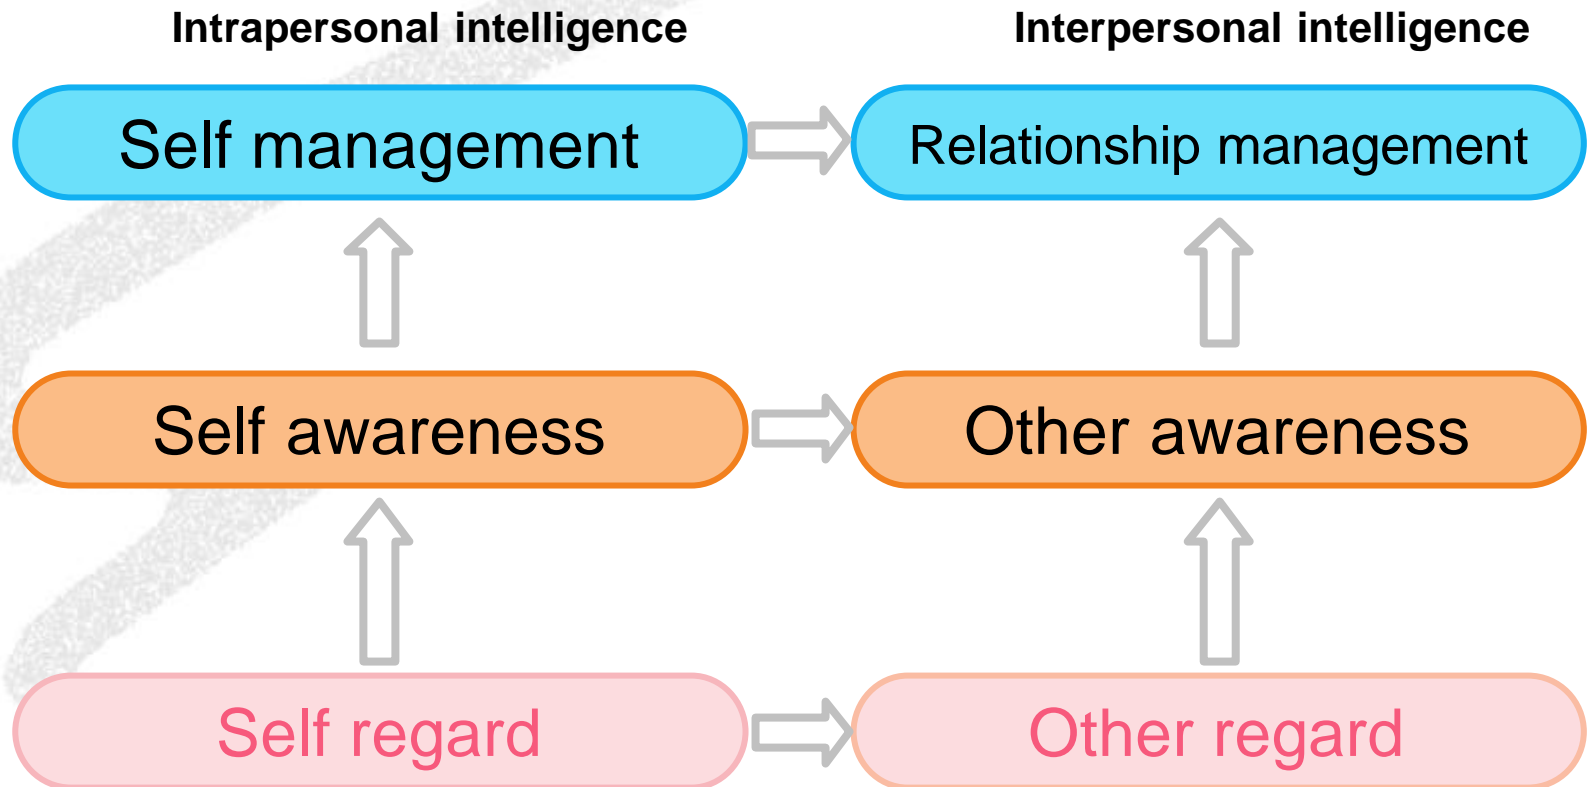 Intrapersonal intelligence
Interpersonal intelligence
Self management
Relationship management
Self awareness
Other awareness
Self regard
Other regard